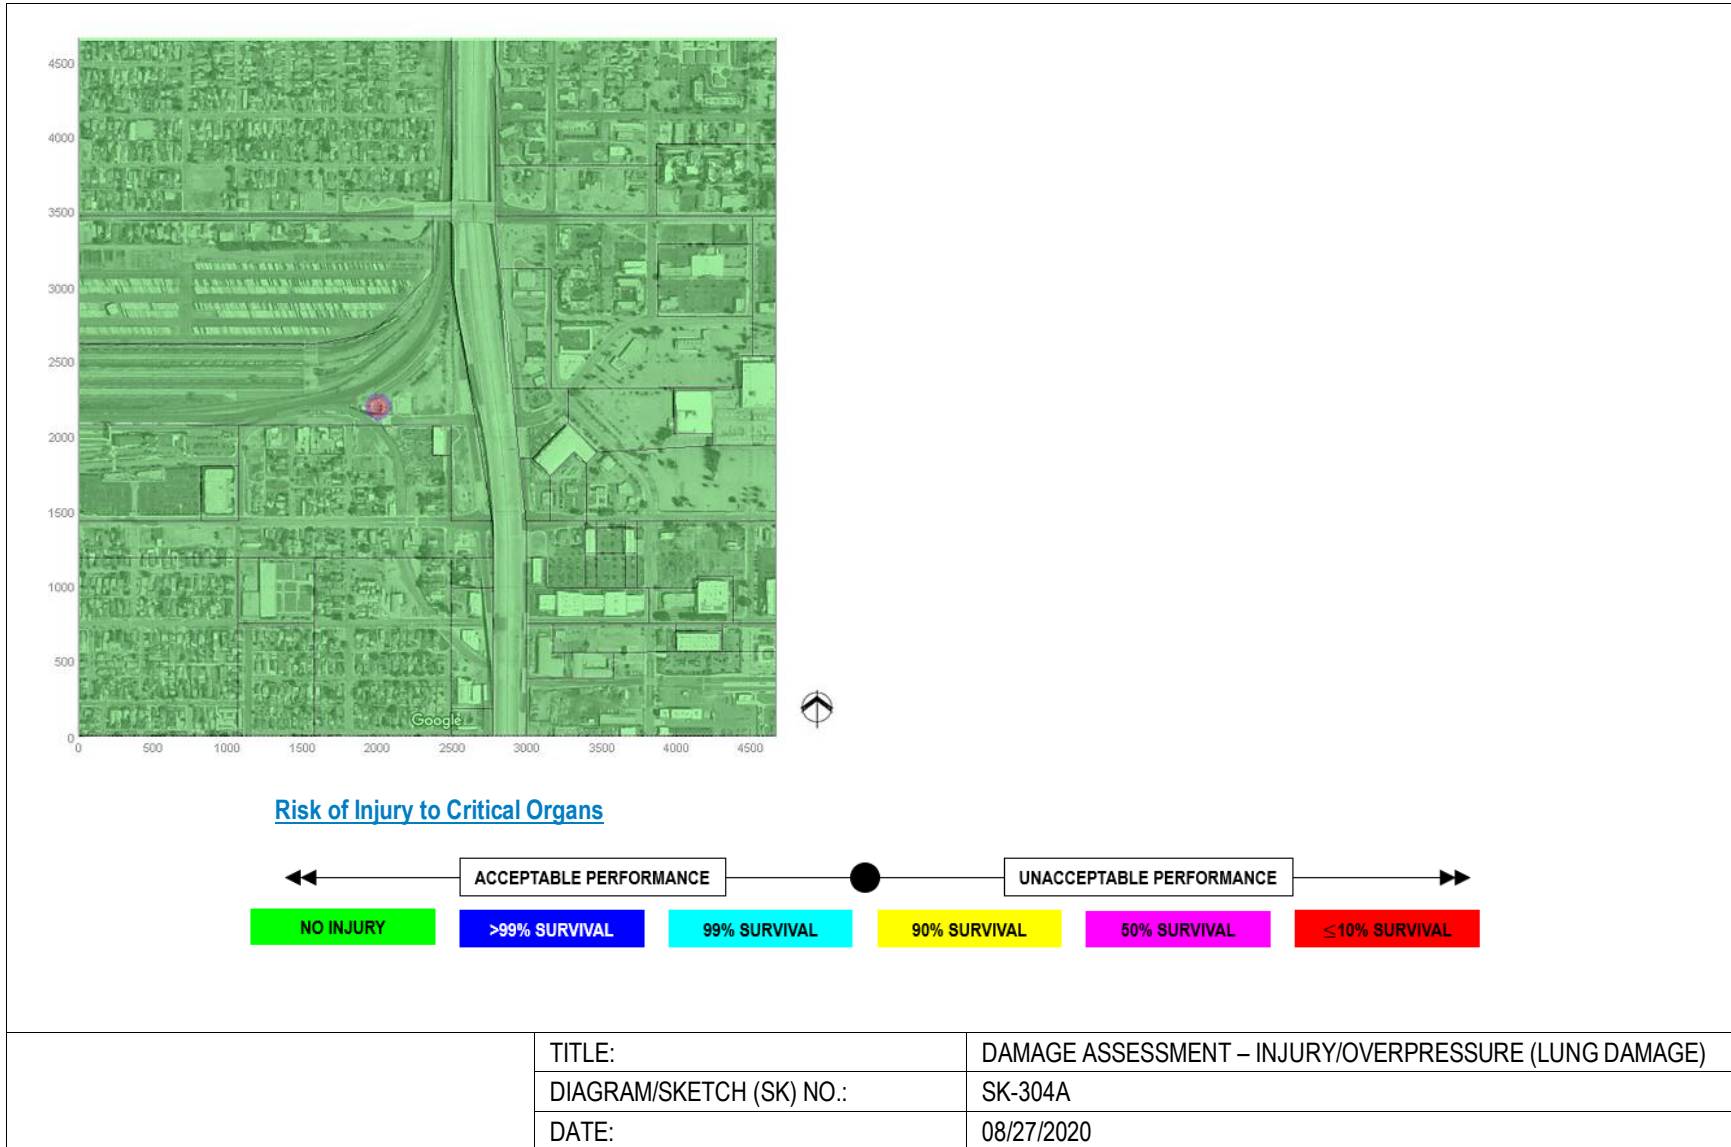 4500
4000
3500
3000
2500
2000
1500
1000
500
0
0 500 1000 1500 2000 2500 3000 3500 4000 4500
Google
Risk of Injury to Critical Organs
ACCEPTABLE PERFORMANCE UNACCEPTABLE PERFORMANCE
NO INJURY >99% SURVIVAL 99% SURVIVAL 90% SURVIVAL 50% SURVIVAL ≤10% SURVIVAL
TITLE: DAMAGE ASSESSMENT – INJURY/OVERPRESSURE (LUNG DAMAGE)
DIAGRAM/SKETCH (SK) NO.: SK-304A
DATE: 08/27/2020